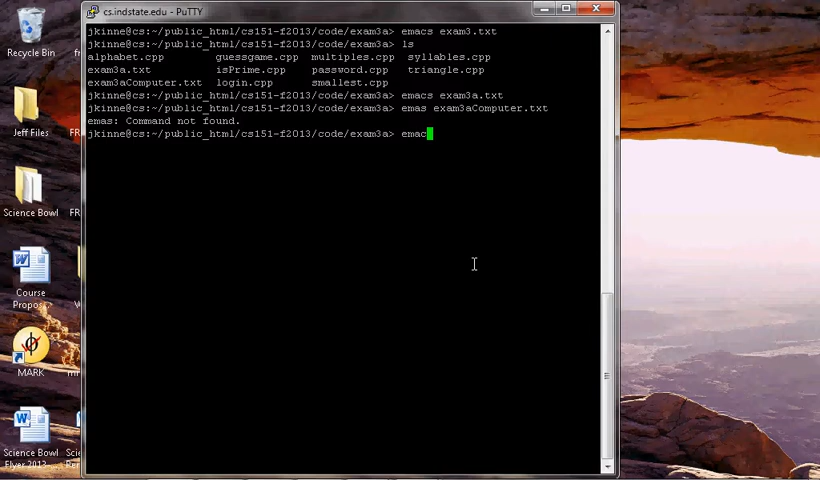 cs.indstate.edu - PuTTY
jkinne@cs:~/public_html/cs151-f2013/code/exam3a> emacs exam3.txt
jkinne@cs:~/public_html/cs151-f2013/code/exam3a> ls
alphabet.cpp guessgame.cpp multiples.cpp syllables.cpp
exam3a.txt isPrime.cpp password.cpp triangle.cpp
exam3aComputer.txt login.cpp smallest.cpp
jkinne@cs:~/public_html/cs151-f2013/code/exam3a> emacs exam3a.txt
jkinne@cs:~/public_html/cs151-f2013/code/exam3a> emas exam3aComputer.txt
emas: Command not found.
jkinne@cs:~/public_html/cs151-f2013/code/exam3a> emac
Recycle Bin
Jeff Files
FR
Science Bowl
FR
Course
Propos...
MARK
Science Bowl
Flyer 2013-...